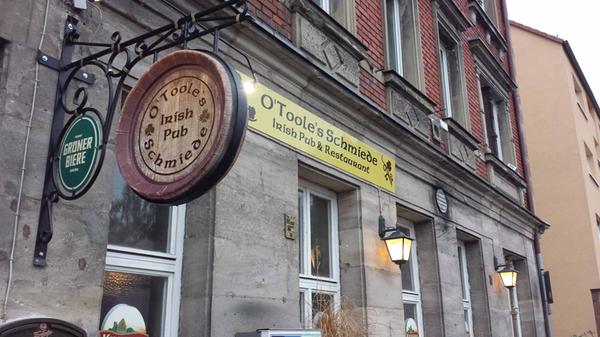 O'Toole's
Irish
Pub
Schmiede
GRÜNER
BIERE
O'Toole's Schmiede
Irish Pub & Restaurant